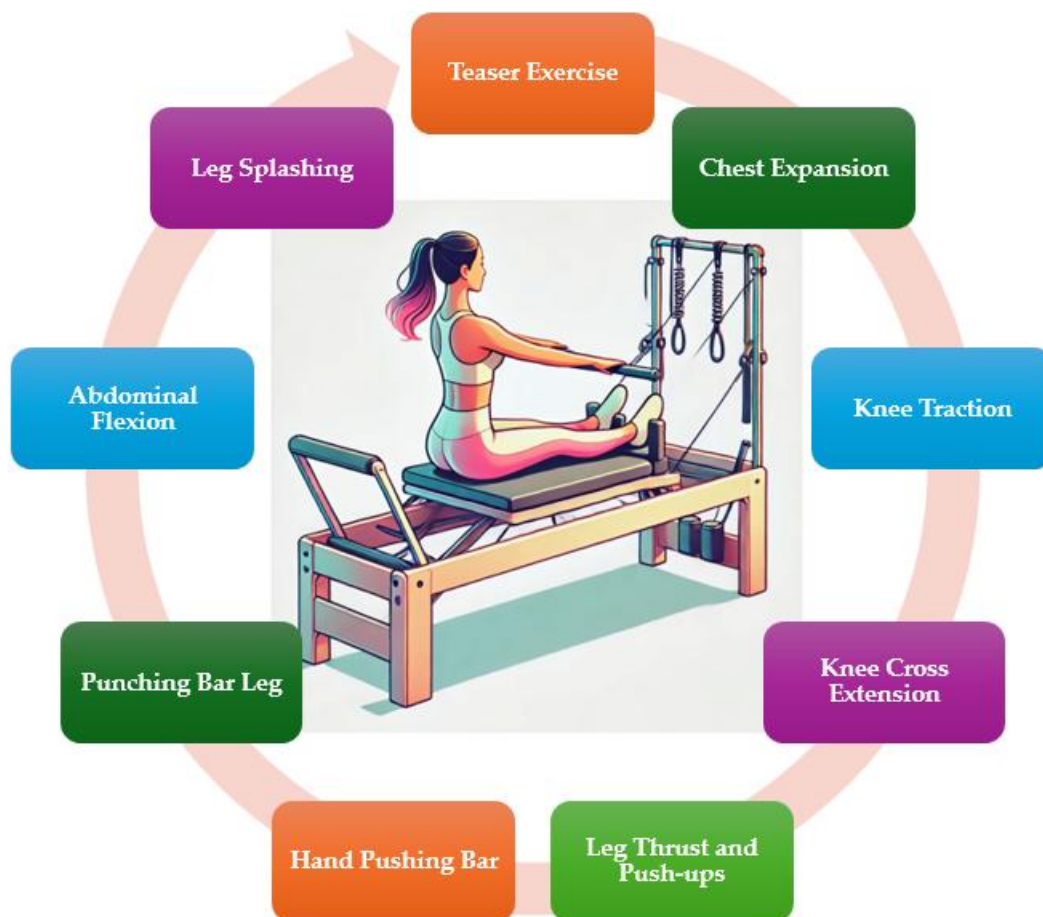 Teaser Exercise
Chest Expansion
Knee Traction
Knee Cross
Extension
Leg Thrust and
Push-ups
Hand Pushing Bar
Punching Bar Leg
Abdominal
Flexion
Leg Splashing